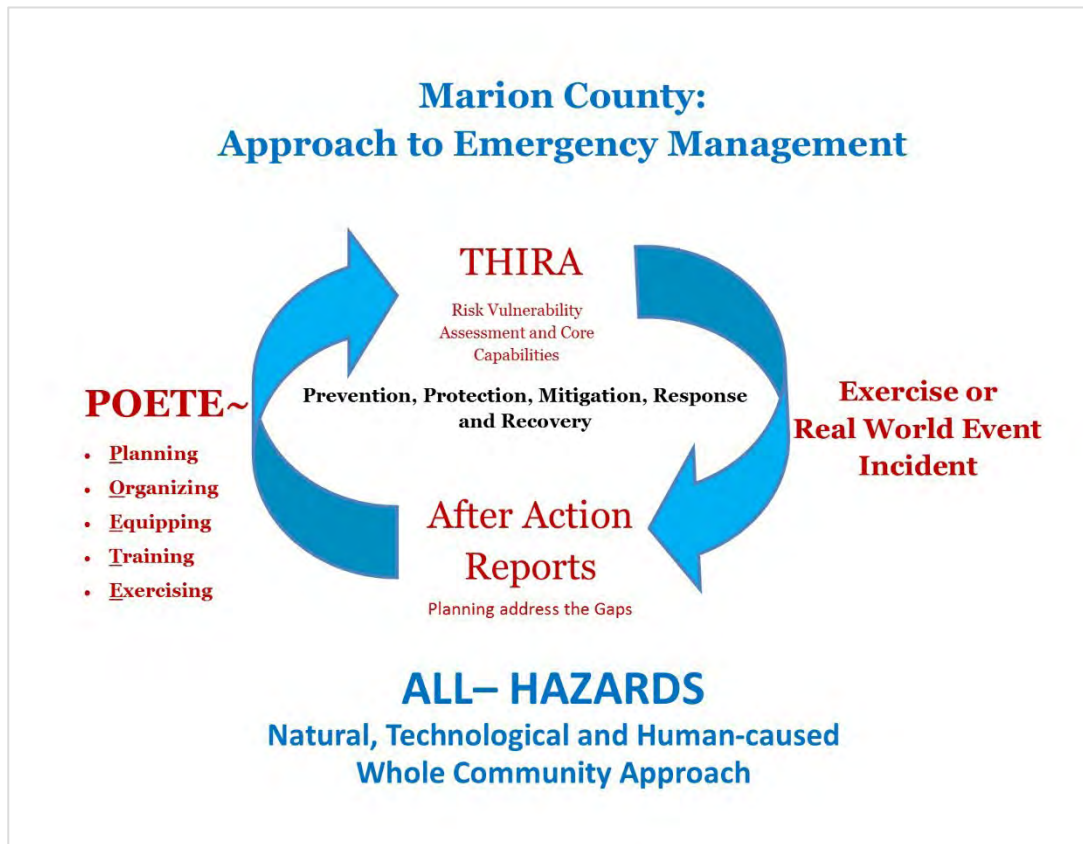 Marion County:
Approach to Emergency Management
THIRA
Risk Vulnerability
Assessment and Core
Capabilities
Prevention, Protection, Mitigation, Response
and Recovery
POETE~
• Planning
• Organizing
• Equipping
• Training
• Exercising
Exercise or
Real World Event
Incident
After Action
Reports
Planning address the Gaps
ALL– HAZARDS
Natural, Technological and Human-caused
Whole Community Approach